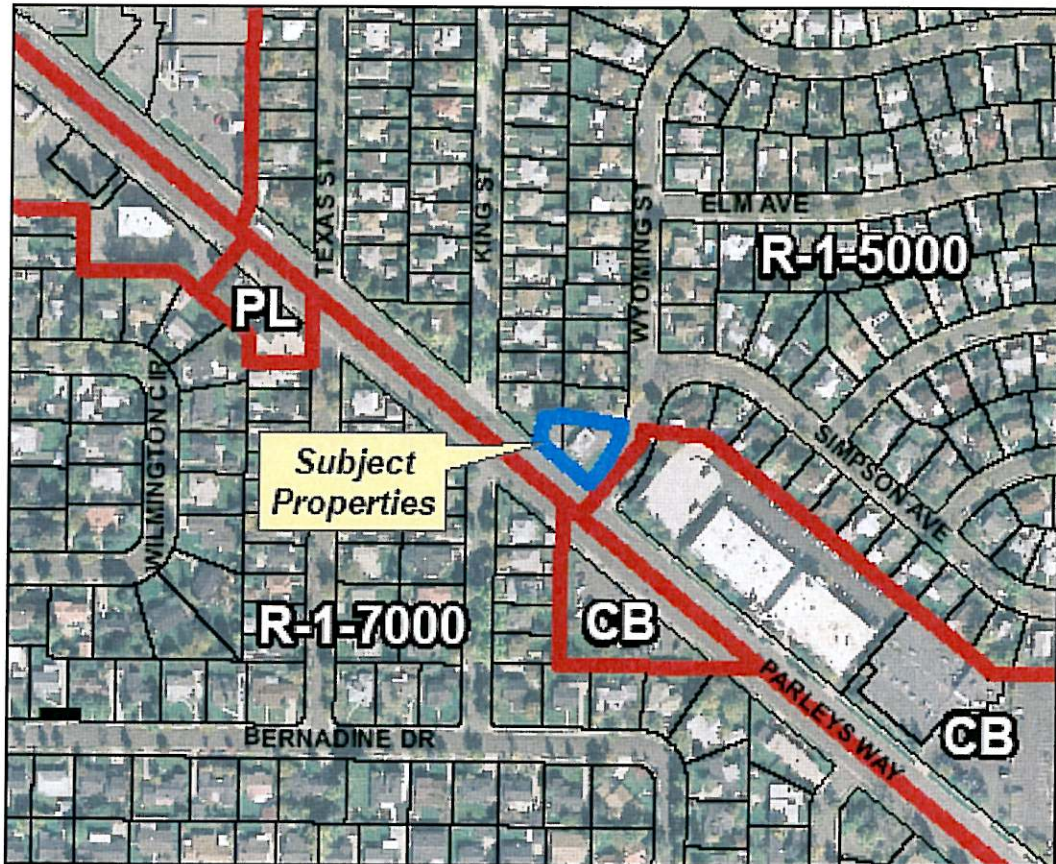 ELM AVE
R-1-5000
TEXAS ST
KING ST
WYOMING ST
PL
WILMINGTON CIR
Subject
Properties
SIMPSON AVE
R-1-7000
CB
PARLEYS WAY
CB
BERNADINE DR